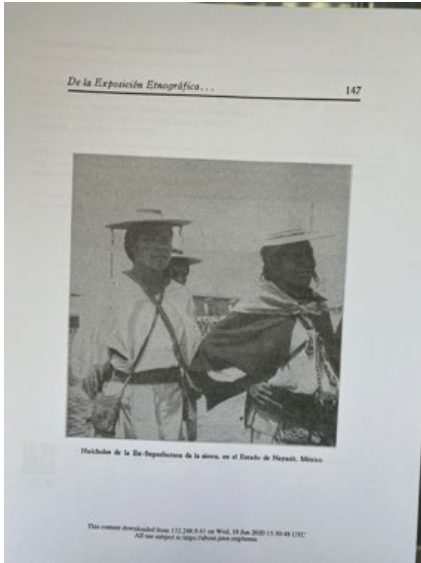 De la Exposición Etnográfica...
147
Huicholes de la Ex-Superborena de la sierra, en el Estado de Nayarit. México
This content downloaded from 132.248.9.41 on Wed, 10 Jun 2020 15:30:48 UTC
All use subject to https://about.jstor.org/terms